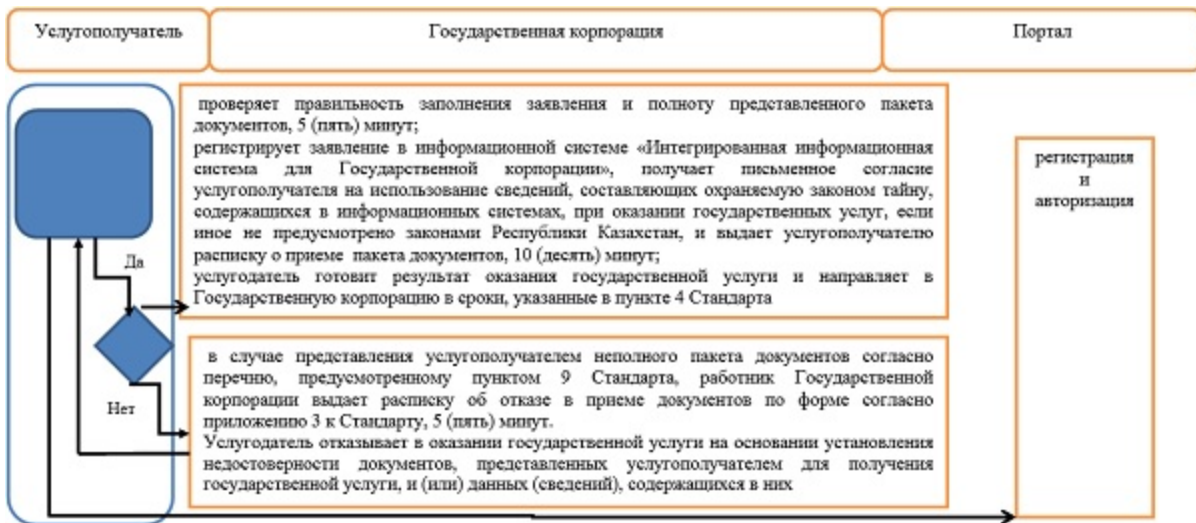 Услугополучатель
Государственная корпорация
Портал
проверяет правильность заполнения заявления и полноту представленного пакета
документов, 5 (пять) минут;
регистрирует заявление в информационной системе «Интегрированная информационная
система для Государственной корпорации», получает письменное согласие
услугополучателя на использование сведений, составляющих охраняемую законом тайну,
содержащихся в информационных системах, при оказании государственных услуг, если
иное не предусмотрено законами Республики Казахстан, и выдает услугополучателю
расписку о приеме пакета документов, 10 (десять) минут;
услугодатель готовит результат оказания государственной услуги и направляет в
Государственную корпорацию в сроки, указанные в пункте 4 Стандарта
регистрация
и
авторизация
Да
Нет
в случае представления услугополучателем неполного пакета документов согласно
перечню, предусмотренному пунктом 9 Стандарта, работник Государственной
корпорации выдает расписку об отказе в приеме документов по форме согласно
приложению 3 к Стандарту, 5 (пять) минут.
Услугодатель отказывает в оказании государственной услуги на основании установления
недостоверности документов, представленных услугополучателем для получения
государственной услуги, и (или) данных (сведений), содержащихся в них